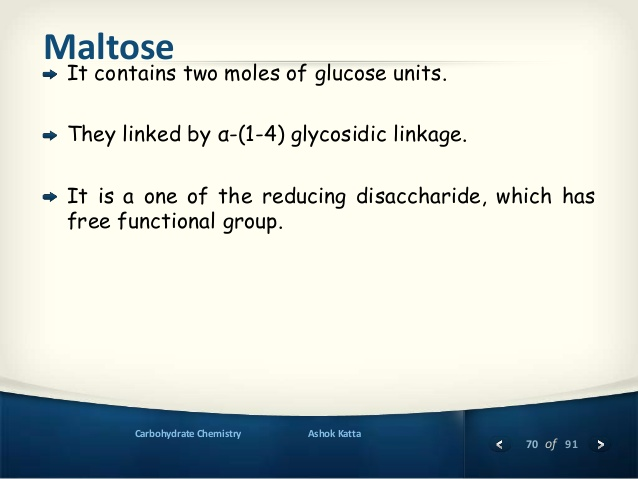 Maltose
It contains two moles of glucose units.
They linked by α-(1-4) glycosidic linkage.
It is a one of the reducing disaccharide, which has
free functional group.
Carbohydrate Chemistry Ashok Katta
< 70 of 91 >